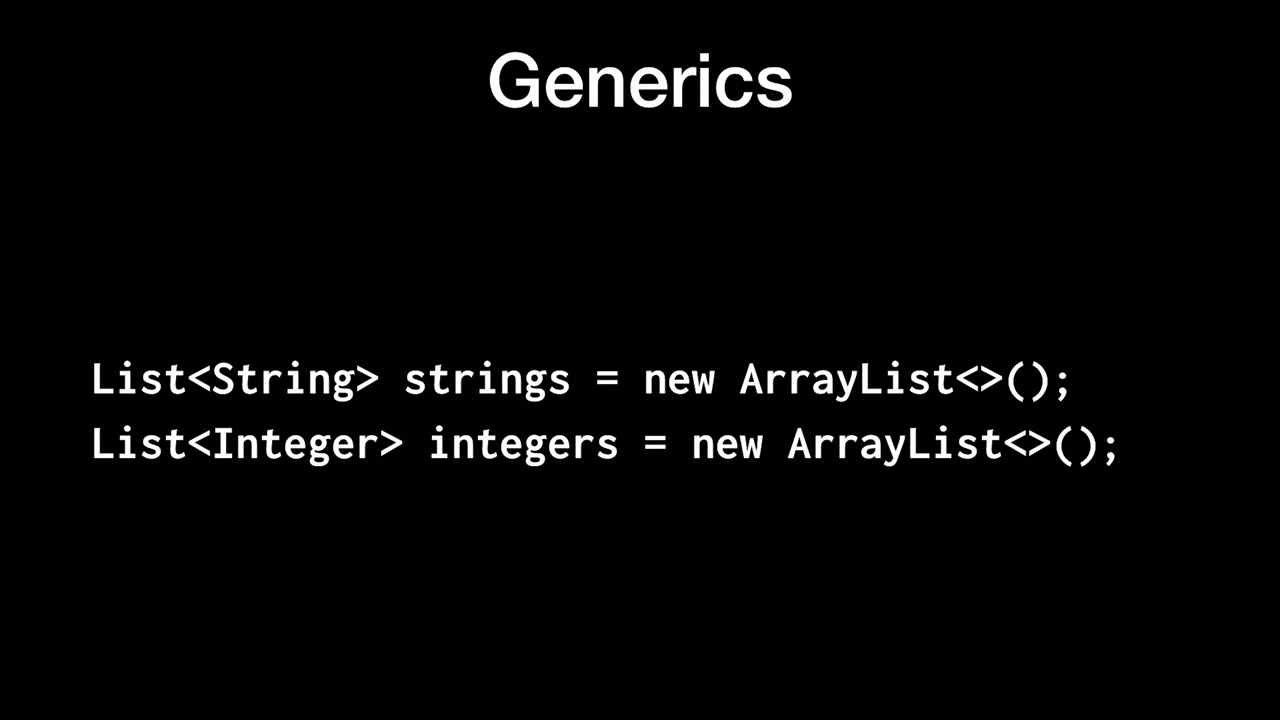 Generics
List<String> strings = new ArrayList<>();
List<Integer> integers = new ArrayList<>();